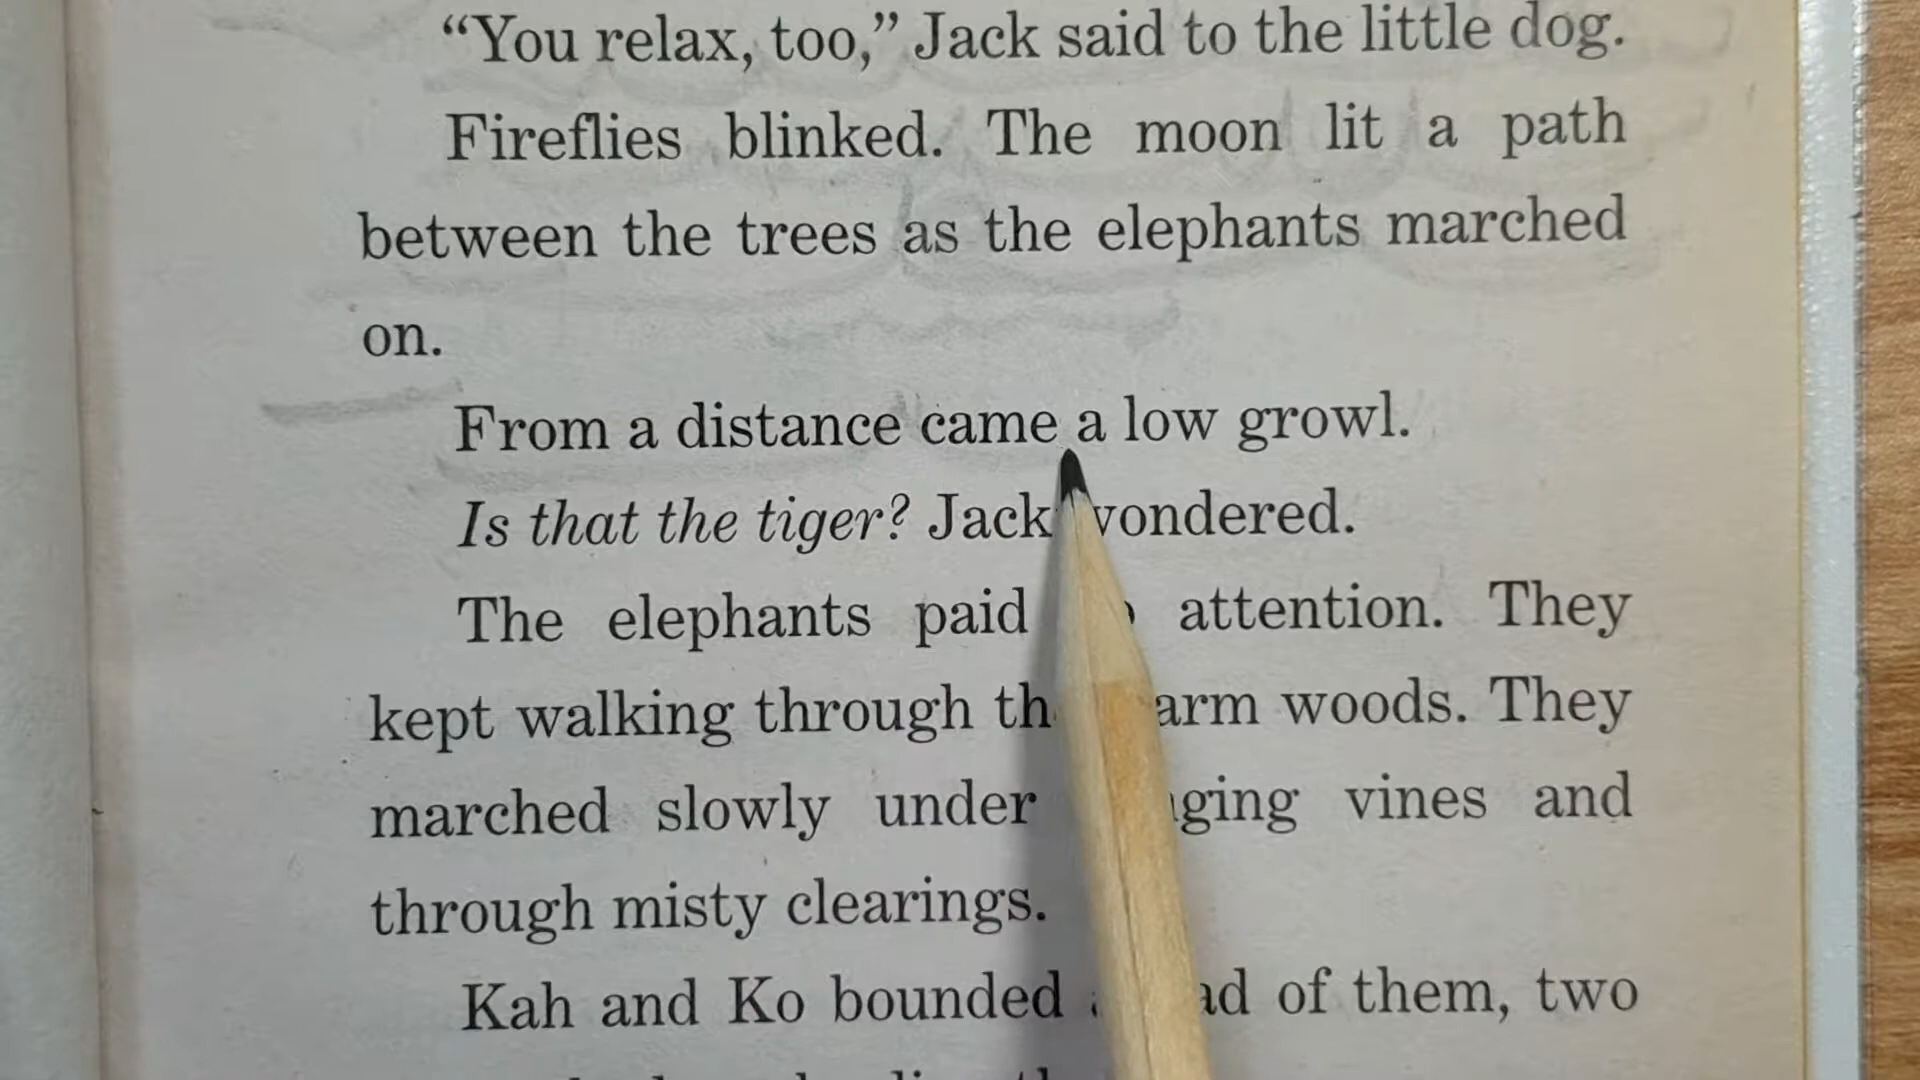 “You relax, too,” Jack said to the little dog.
Fireflies blinked. The moon lit a path
between the trees as the elephants marched
on.
From a distance came a low growl.
Is that the tiger? Jack wondered.
The elephants paid attention. They
kept walking through woods. They
marched slowly under vines and
through misty clearings.
Kah and Ko bounded of them, two